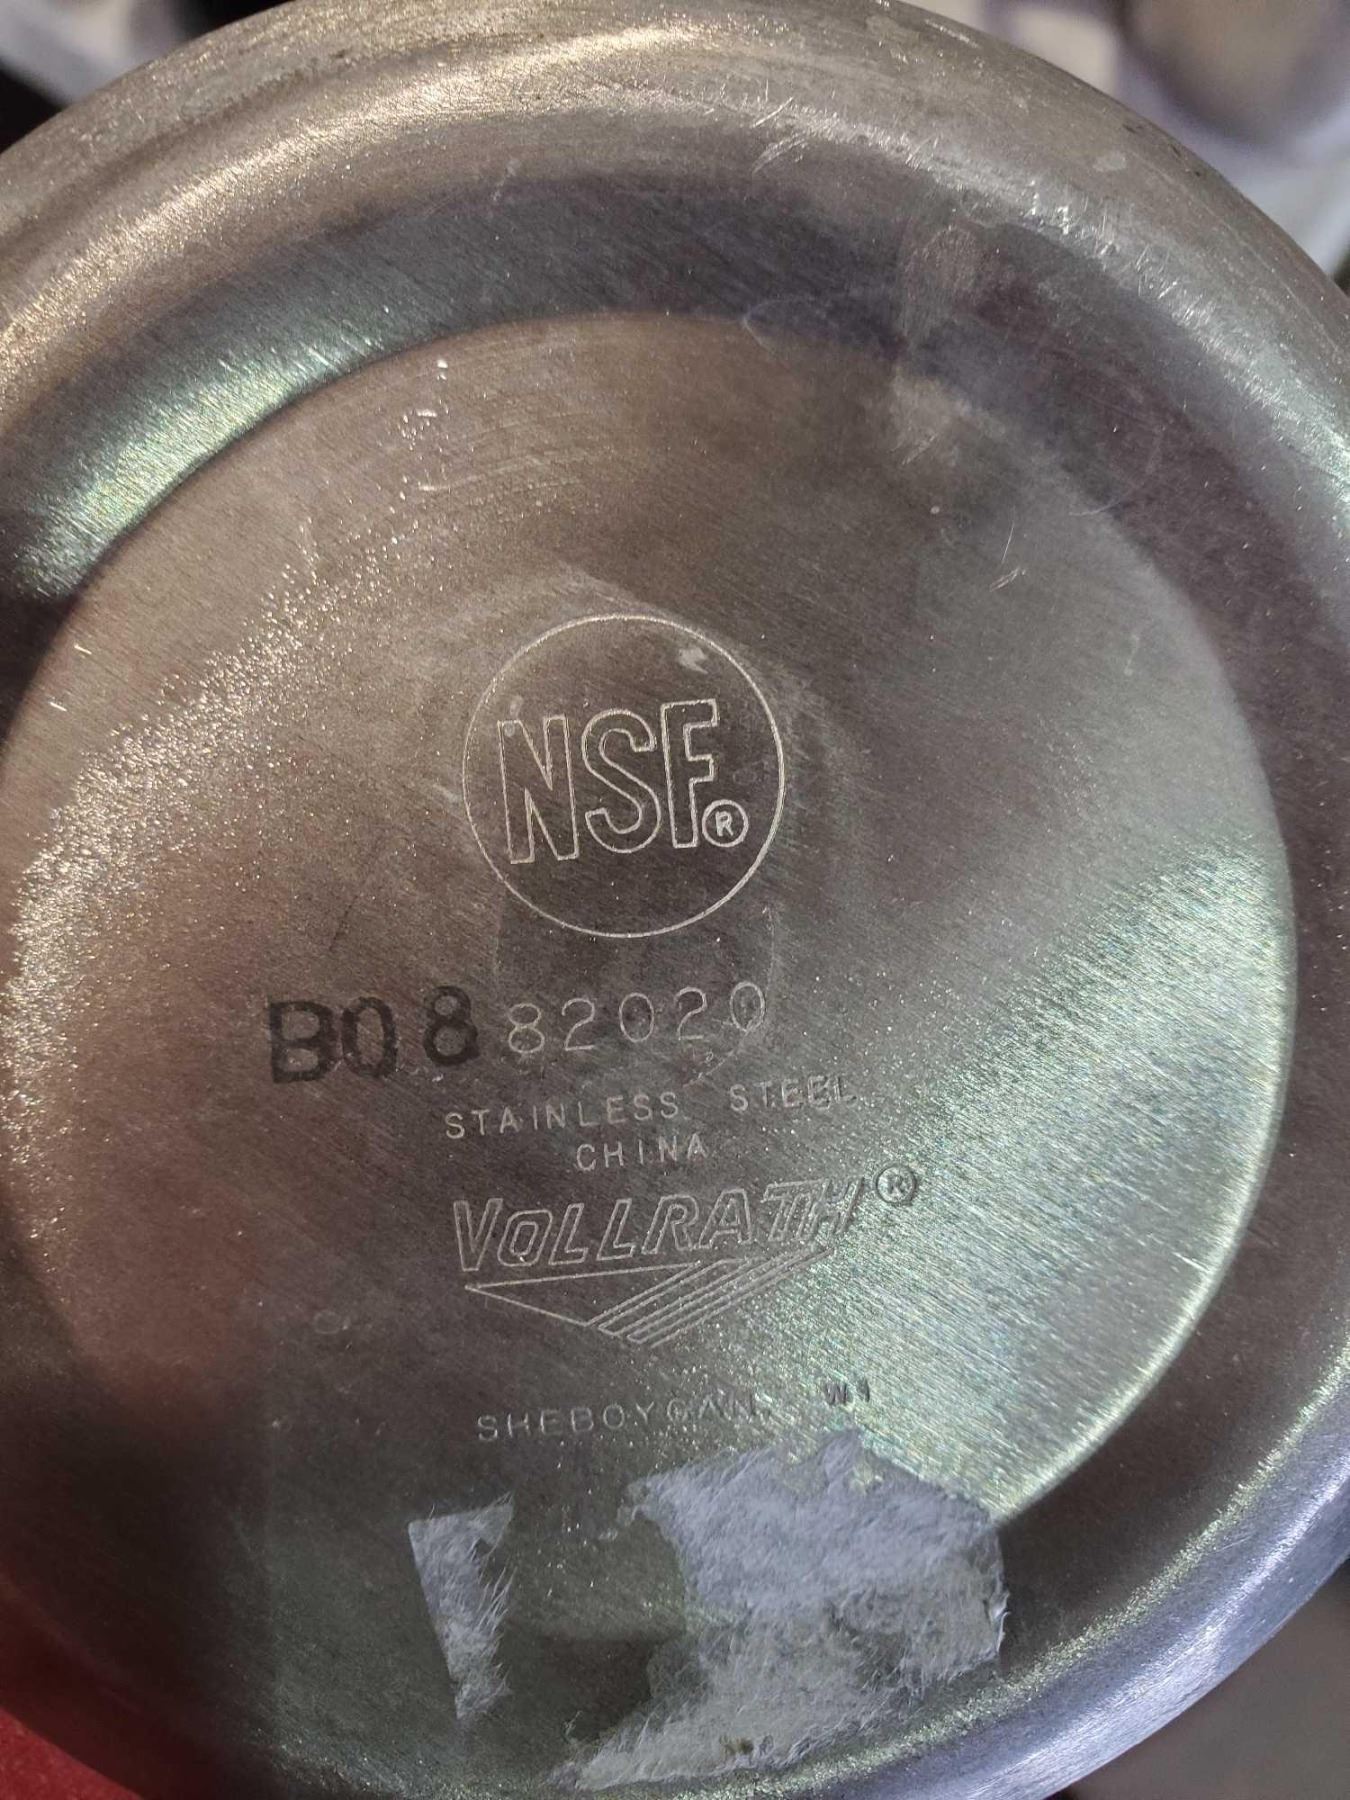 NSF®
B08 82020
STAINLESS STEEL
CHINA
VOLLRATH®
SHEBOYGAN, WI